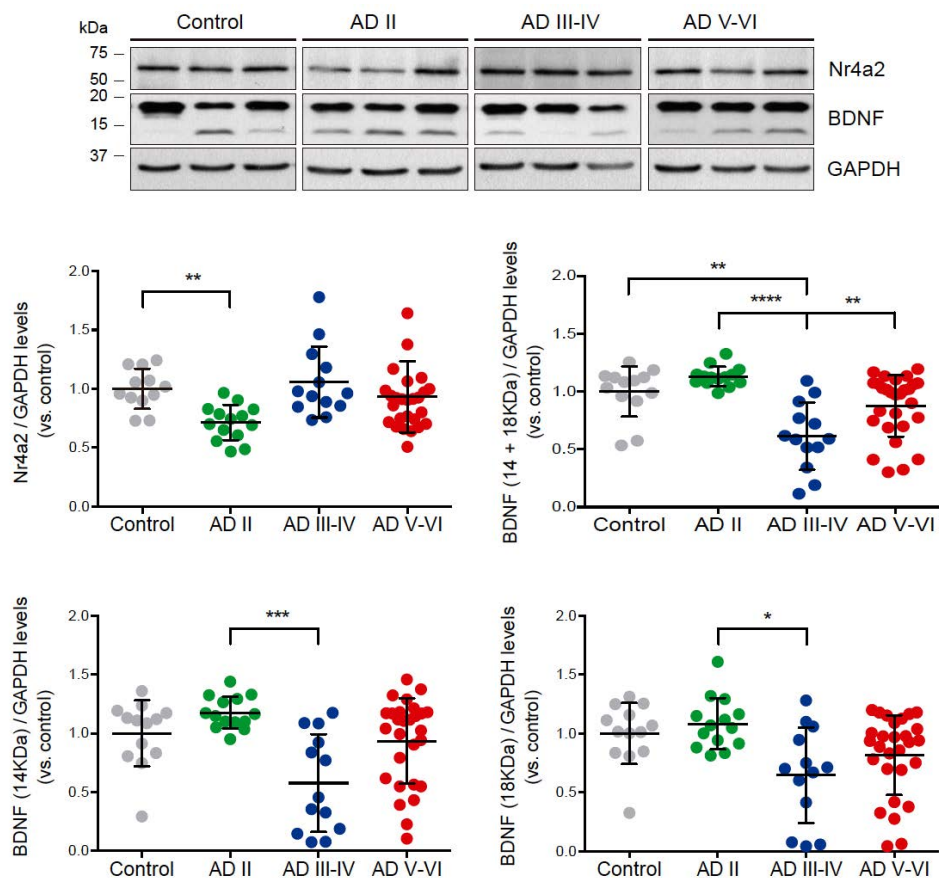 kDa Control AD II AD III-IV AD V-VI
75
50
Nr4a2
20
15
BDNF
37
GAPDH
Nr4a2 / GAPDH levels
(vs. control)
2.0
1.5
1.0
0.5
0.0
**
Control AD II AD III-IV AD V-VI
BDNF (14 + 18KDa) / GAPDH levels
(vs. control)
2.0
1.5
1.0
0.5
0.0
**
**** **
Control AD II AD III-IV AD V-VI
BDNF (14KDa) / GAPDH levels
(vs. control)
2.0
1.5
1.0
0.5
0.0
***
Control AD II AD III-IV AD V-VI
BDNF (18KDa) / GAPDH levels
(vs. control)
2.0
1.5
1.0
0.5
0.0
*
Control AD II AD III-IV AD V-VI